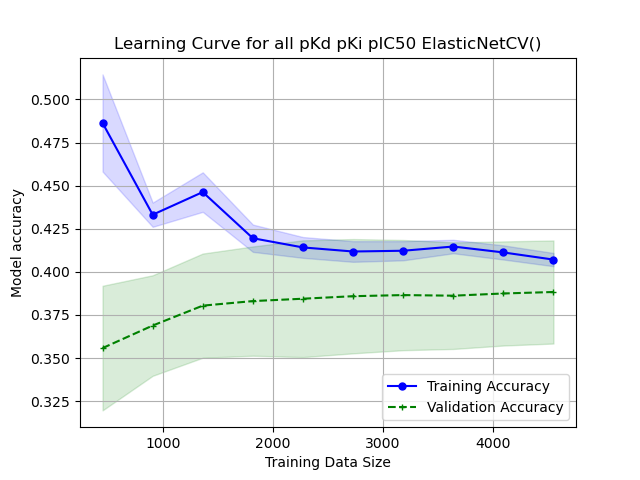 Learning Curve for all pKd pKi pIC50 ElasticNetCV()
0.500
0.475
0.450
0.425
0.400
0.375
0.350
0.325
Model accuracy
Training Accuracy
Validation Accuracy
1000 2000 3000 4000
Training Data Size